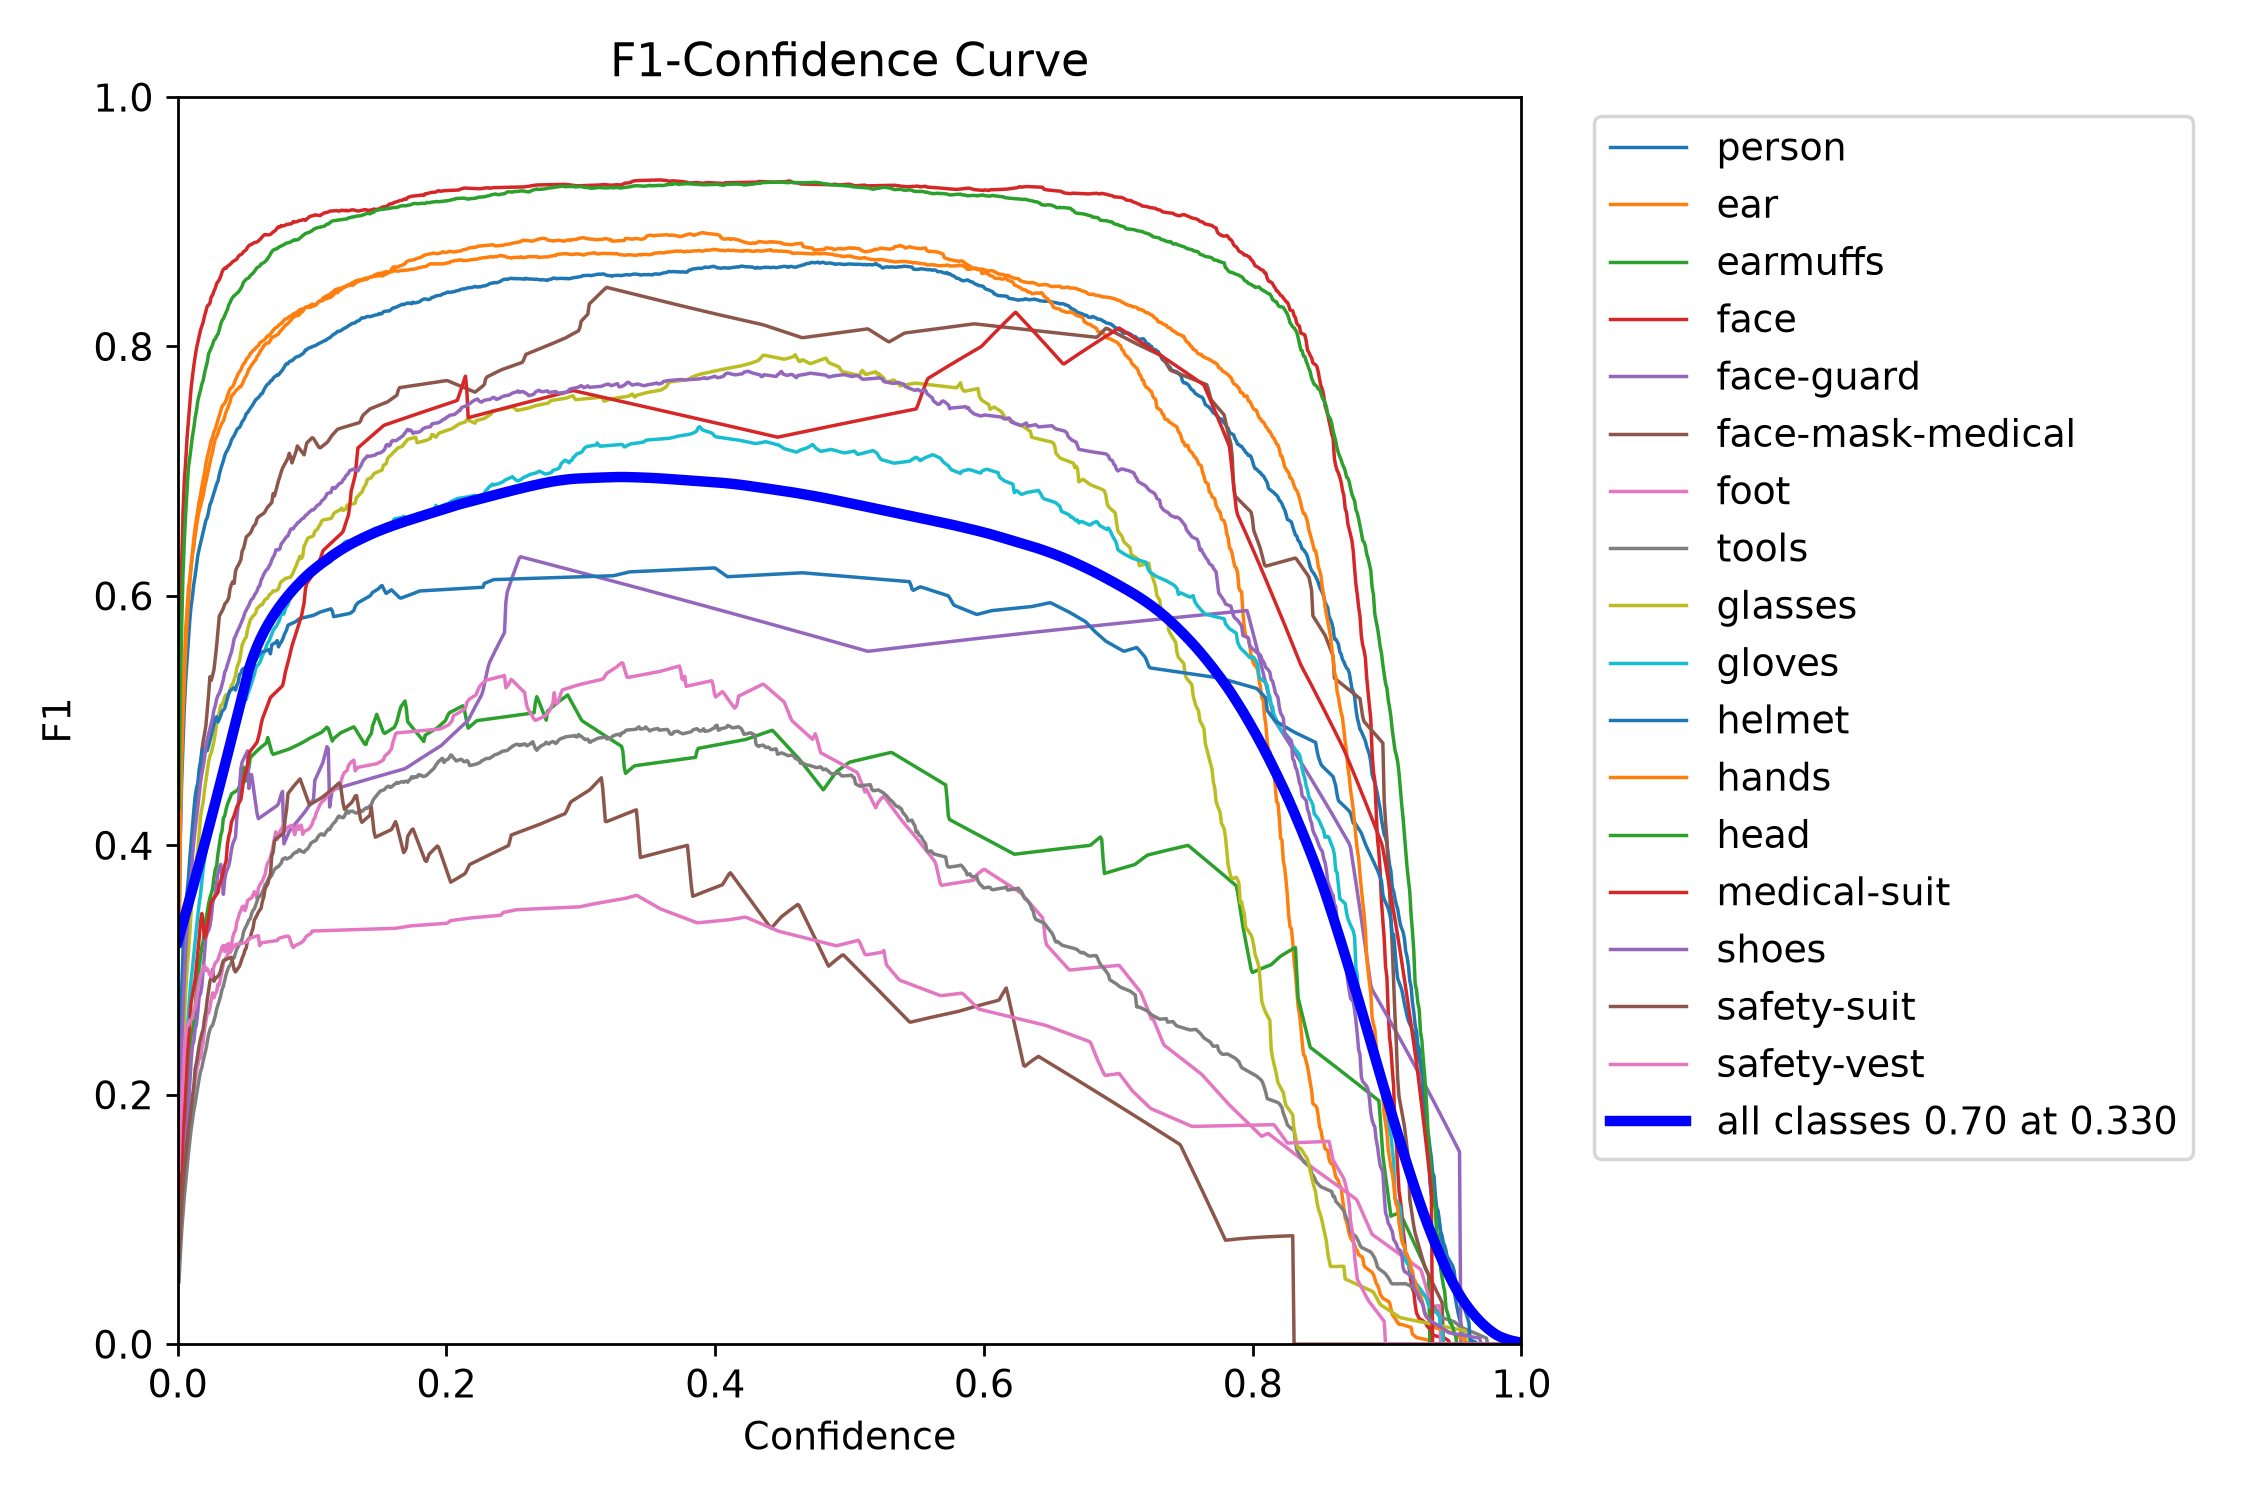 F1-Confidence Curve
1.0
0.8
0.6
0.4
0.2
0.0
F1
0.0 0.2 0.4 0.6 0.8 1.0
Confidence
person
ear
earmuffs
face
face-guard
face-mask-medical
foot
tools
glasses
gloves
helmet
hands
head
medical-suit
shoes
safety-suit
safety-vest
all classes 0.70 at 0.330